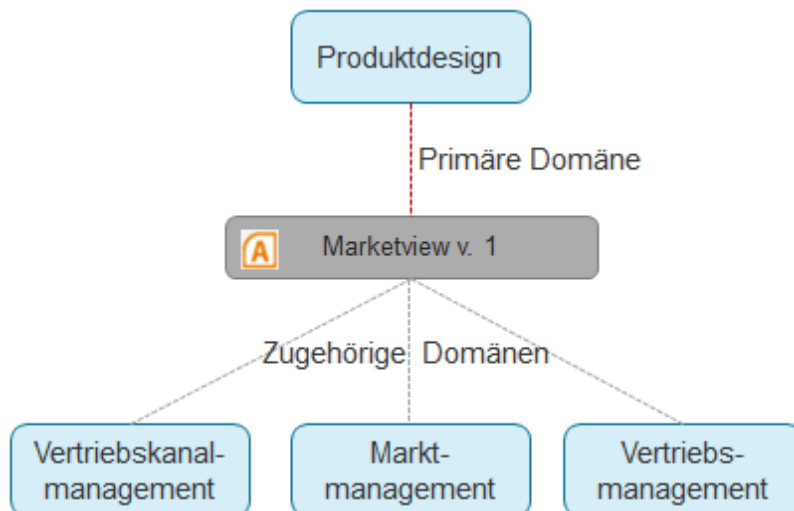 Produktdesign
Primäre Domäne
A Marketview v. 1
Zugehörige Domänen
Vertriebskanal-
management
Markt-
management
Vertriebs-
management